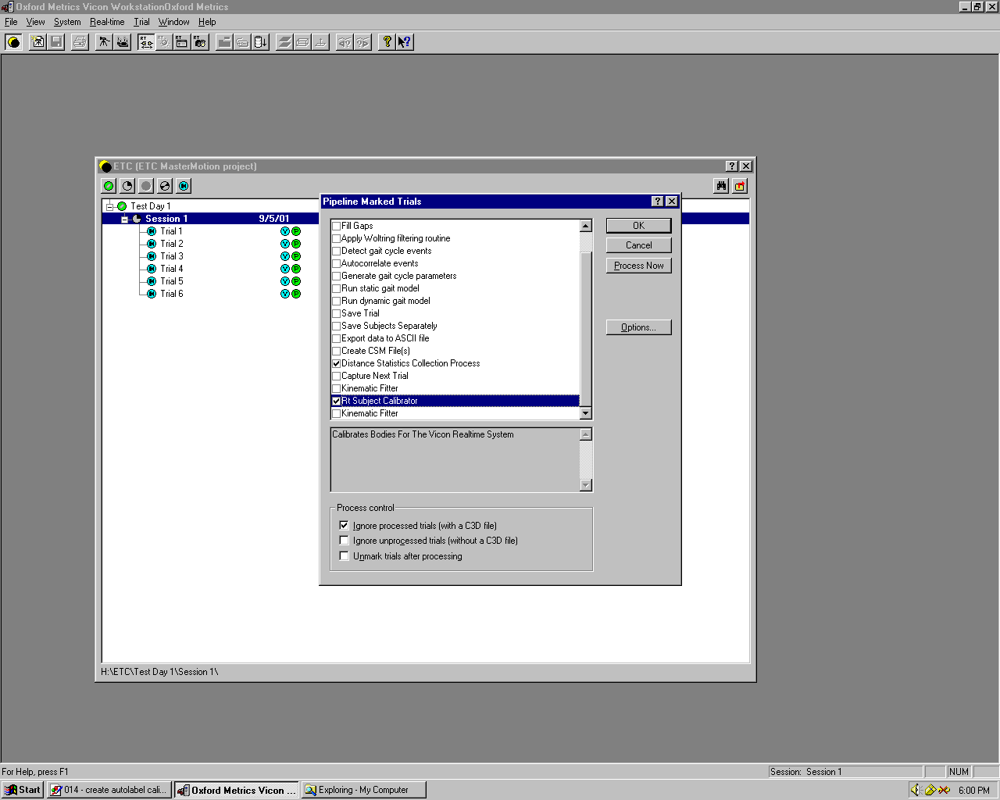 Oxford Metrics Vicon WorkstationOxford Metrics
File View System Real-time Trial Window Help
RT RT RT RT
ETC (ETC MasterMotion project)
Test Day 1
Session 1 9/5/01
Trial 1 Y P
Trial 2 Y P
Trial 3 Y P
Trial 4 Y P
Trial 5 Y P
Trial 6 Y P
Pipeline Marked Trials
Fill Gaps
Apply Woltring filtering routine
Detect gait cycle events
Autocorrelate events
Generate gait cycle parameters
Run static gait model
Run dynamic gait model
Save Trial
Save Subjects Separately
Export data to ASCII file
Create CSM File(s)
Distance Statistics Collection Process
Capture Next Trial
Kinematic Fitter
Rt Subject Calibrator
Kinematic Fitter
OK
Cancel
Process Now
Options...
Calibrates Bodies For The Vicon Realtime System
Process control
Ignore processed trials (with a C3D file)
Ignore unprocessed trials (without a C3D file)
Unmark trials after processing
H:\ETC\Test Day 1\Session 1\
For Help, press F1
Session: Session 1
NUM
Start
014 - create autolabel cali...
Oxford Metrics Vicon ...
Exploring - My Computer
6:00 PM